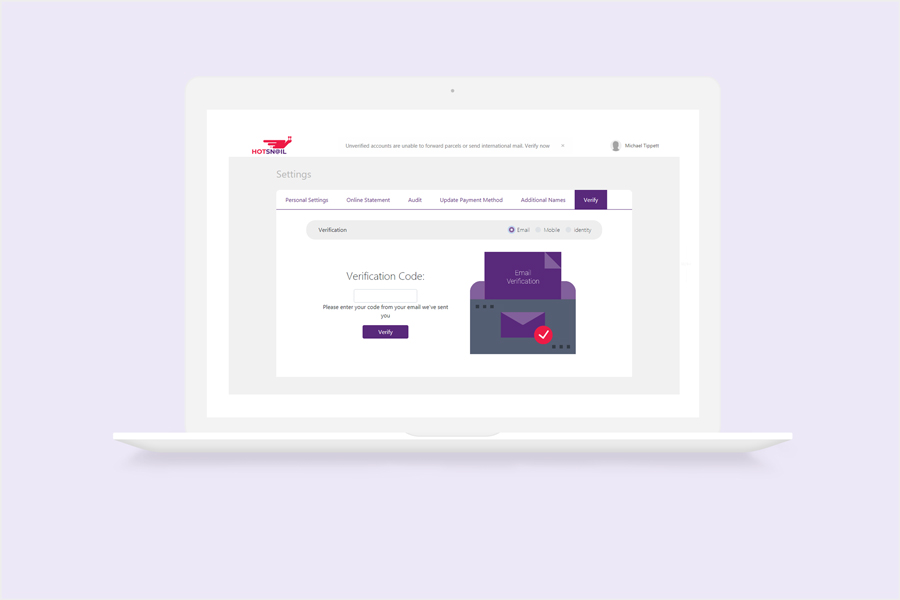 HOTSNAIL
Unverified accounts are unable to forward parcels or send international mail. Verify now
Michael Tippett
Settings
Personal Settings
Online Statement
Audit
Update Payment Method
Additional Names
Verify
Verification
Email
Mobile
Identity
Verification Code:
Please enter your code from your email we've sent
you
Verify
Email
Verification